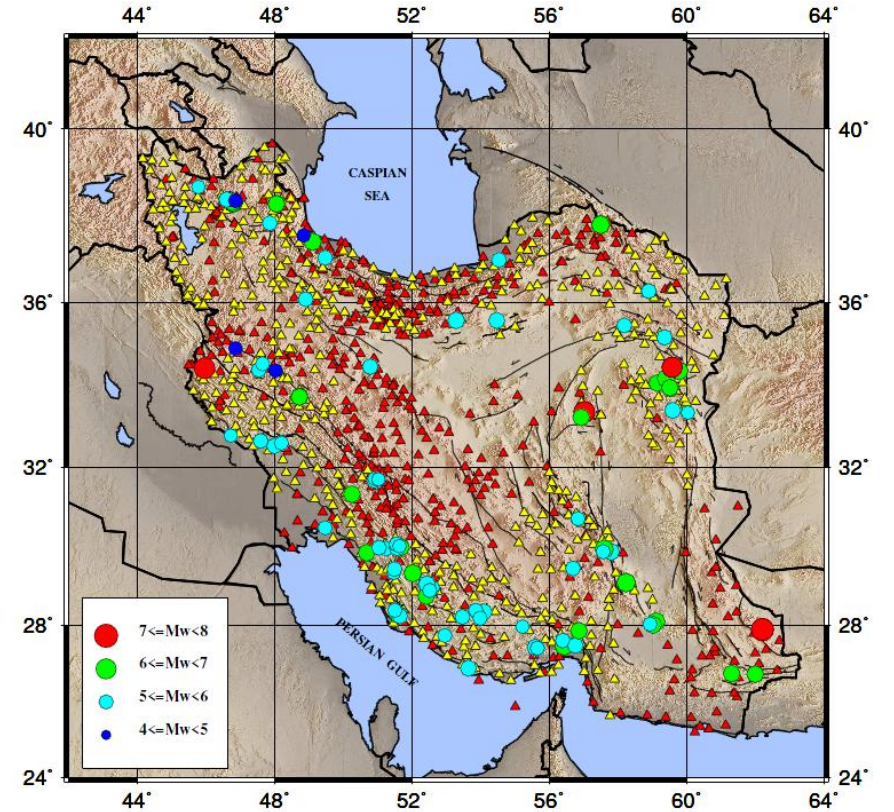 44° 48° 52° 56° 60° 64°
40° 40°
CASPIAN
SEA
36° 36°
32° 32°
28° 28°
PERSIAN GULF
7<=Mw<8
6<=Mw<7
5<=Mw<6
4<=Mw<5
24° 24°
44° 48° 52° 56° 60° 64°